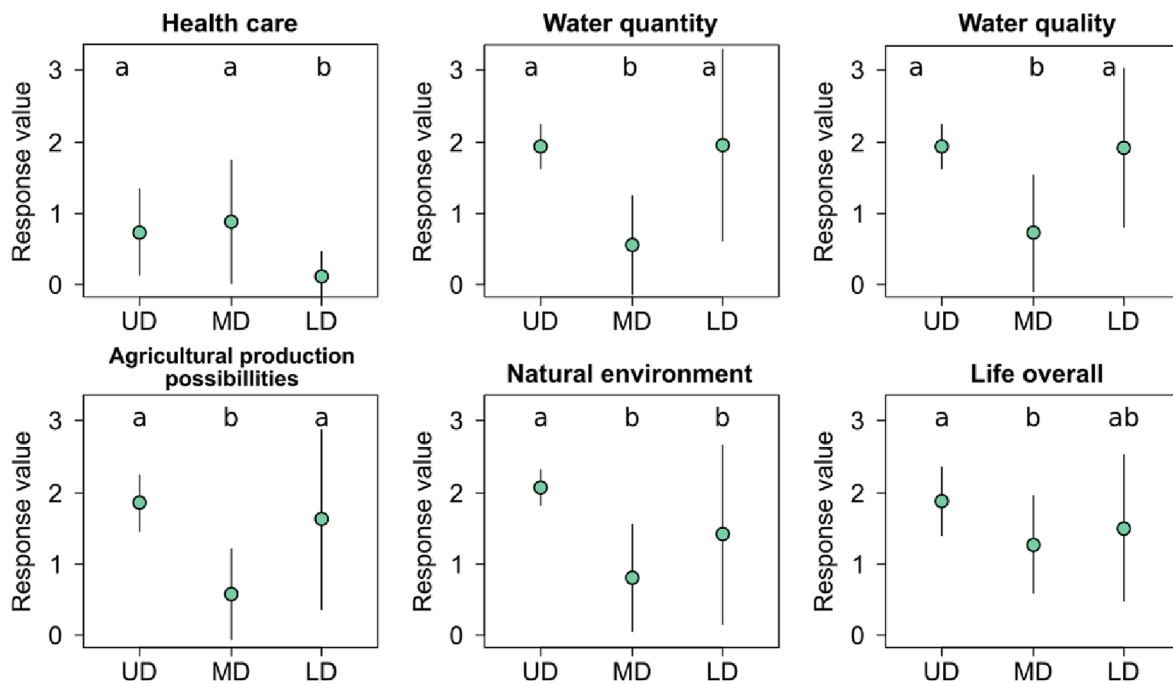 Health care
Response value
3
2
1
0
a a b
UD MD LD
Water quantity
Response value
3
2
1
0
a b a
UD MD LD
Water quality
Response value
3
2
1
0
a b a
UD MD LD
Agricultural production
possibillities
Response value
3
2
1
0
a b a
UD MD LD
Natural environment
Response value
3
2
1
0
a b b
UD MD LD
Life overall
Response value
3
2
1
0
a b ab
UD MD LD